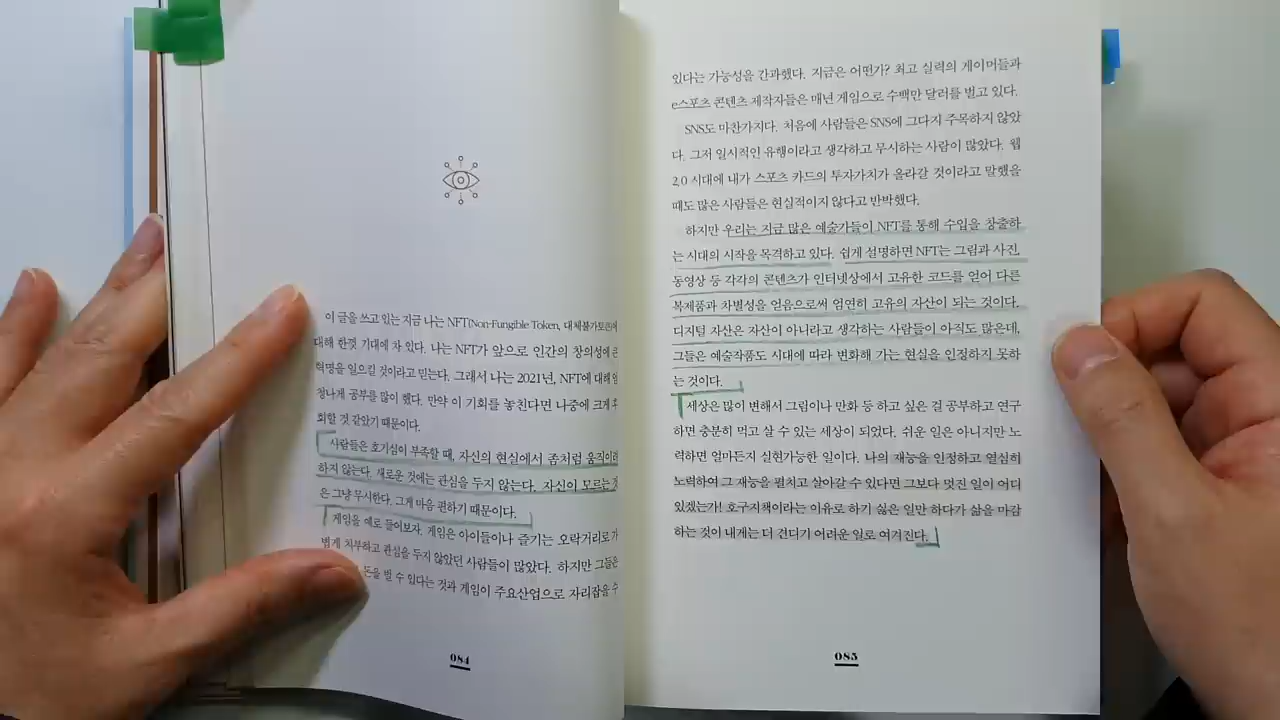 이 글을 쓰고 있는 지금 나는 NFT(Non-Fungible Token, 대체불가토큰)에
대해 한껏 기대에 차 있다. 나는 NFT가 앞으로 인간의 창의성에 큰
혁명을 일으킬 것이라고 믿는다. 그래서 나는 2021년, NFT에 대해 엄
청나게 공부를 많이 했다. 만약 이 기회를 놓친다면 나중에 크게 후
회할 것 같았기 때문이다.
사람들은 호기심이 부족할 때, 자신의 현실에서 좀처럼 움직이려
하지 않는다. 새로운 것에는 관심을 두지 않는다. 자신이 모르는 것
은 그냥 무시한다. 그게 마음 편하기 때문이다.
게임을 예로 들어보자. 게임은 아이들이나 즐기는 오락거리로 가
볍게 치부하고 관심을 두지 않았던 사람들이 많았다. 하지만 그들은
돈을 벌 수 있다는 것과 게임이 주요산업으로 자리잡을 수
084
있다는 가능성을 간과했다. 지금은 어떤가? 최고 실력의 게이머들과
e스포츠 콘텐츠 제작자들은 매년 게임으로 수백만 달러를 벌고 있다.
SNS도 마찬가지다. 처음에 사람들은 SNS에 그다지 주목하지 않았
다. 그저 일시적인 유행이라고 생각하고 무시하는 사람이 많았다. 웹
2.0 시대에 내가 스포츠 카드의 투자가치가 올라갈 것이라고 말했을
때도 많은 사람들은 현실적이지 않다고 반박했다.
하지만 우리는 지금 많은 예술가들이 NFT를 통해 수입을 창출하
는 시대의 시작을 목격하고 있다. 쉽게 설명하면 NFT는 그림과 사진,
동영상 등 각각의 콘텐츠가 인터넷상에서 고유한 코드를 얻어 다른
복제품과 차별성을 얻음으로써 엄연히 고유의 자산이 되는 것이다.
디지털 자산은 자산이 아니라고 생각하는 사람들이 아직도 많은데,
그들은 예술작품도 시대에 따라 변화해 가는 현실을 인정하지 못하
는 것이다.
세상은 많이 변해서 그림이나 만화 등 하고 싶은 걸 공부하고 연구
하면 충분히 먹고 살 수 있는 세상이 되었다. 쉬운 일은 아니지만 노
력하면 얼마든지 실현가능한 일이다. 나의 재능을 인정하고 열심히
노력하여 그 재능을 펼치고 살아갈 수 있다면 그보다 멋진 일이 어디
있겠는가! 호구지책이라는 이유로 하기 싫은 일만 하다가 삶을 마감
하는 것이 내게는 더 견디기 어려운 일로 여겨진다.
085